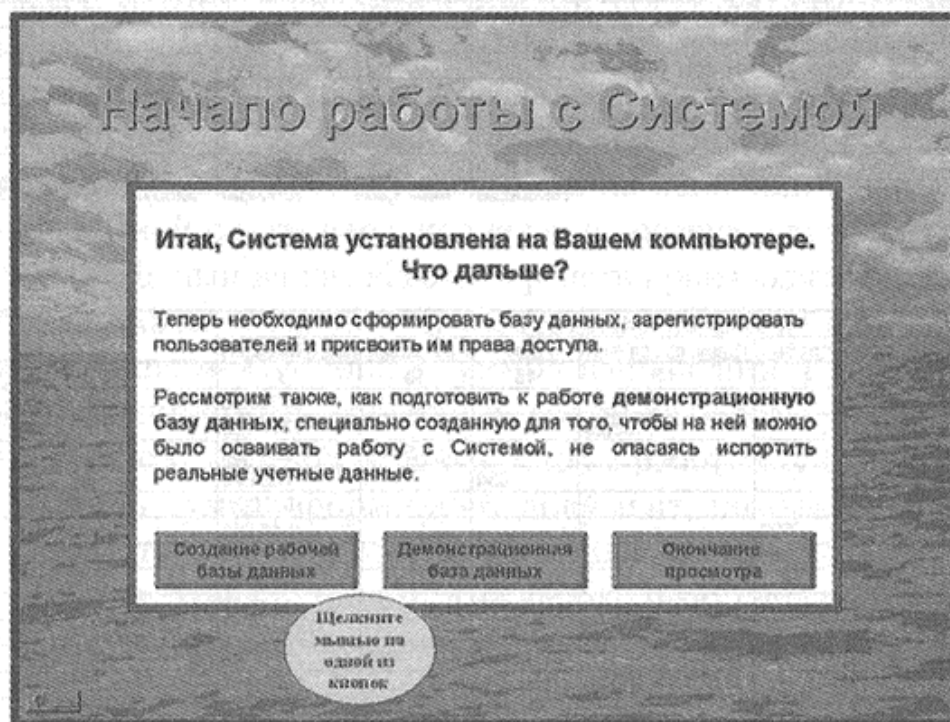 Начало работы с Системой
Итак, Система установлена на Вашем компьютере.
Что дальше?
Теперь необходимо сформировать базу данных, зарегистрировать
пользователей и присвоить им права доступа.
Рассмотрим также, как подготовить к работе демонстрационную
базу данных, специально созданную для того, чтобы на ней можно
было осваивать работу с Системой, не опасаясь испортить
реальные учетные данные.
Создание рабочей
базы данных
Демонстрационная
база данных
Окончание
просмотра
Щелкните
мышью на
одной из
кнопок